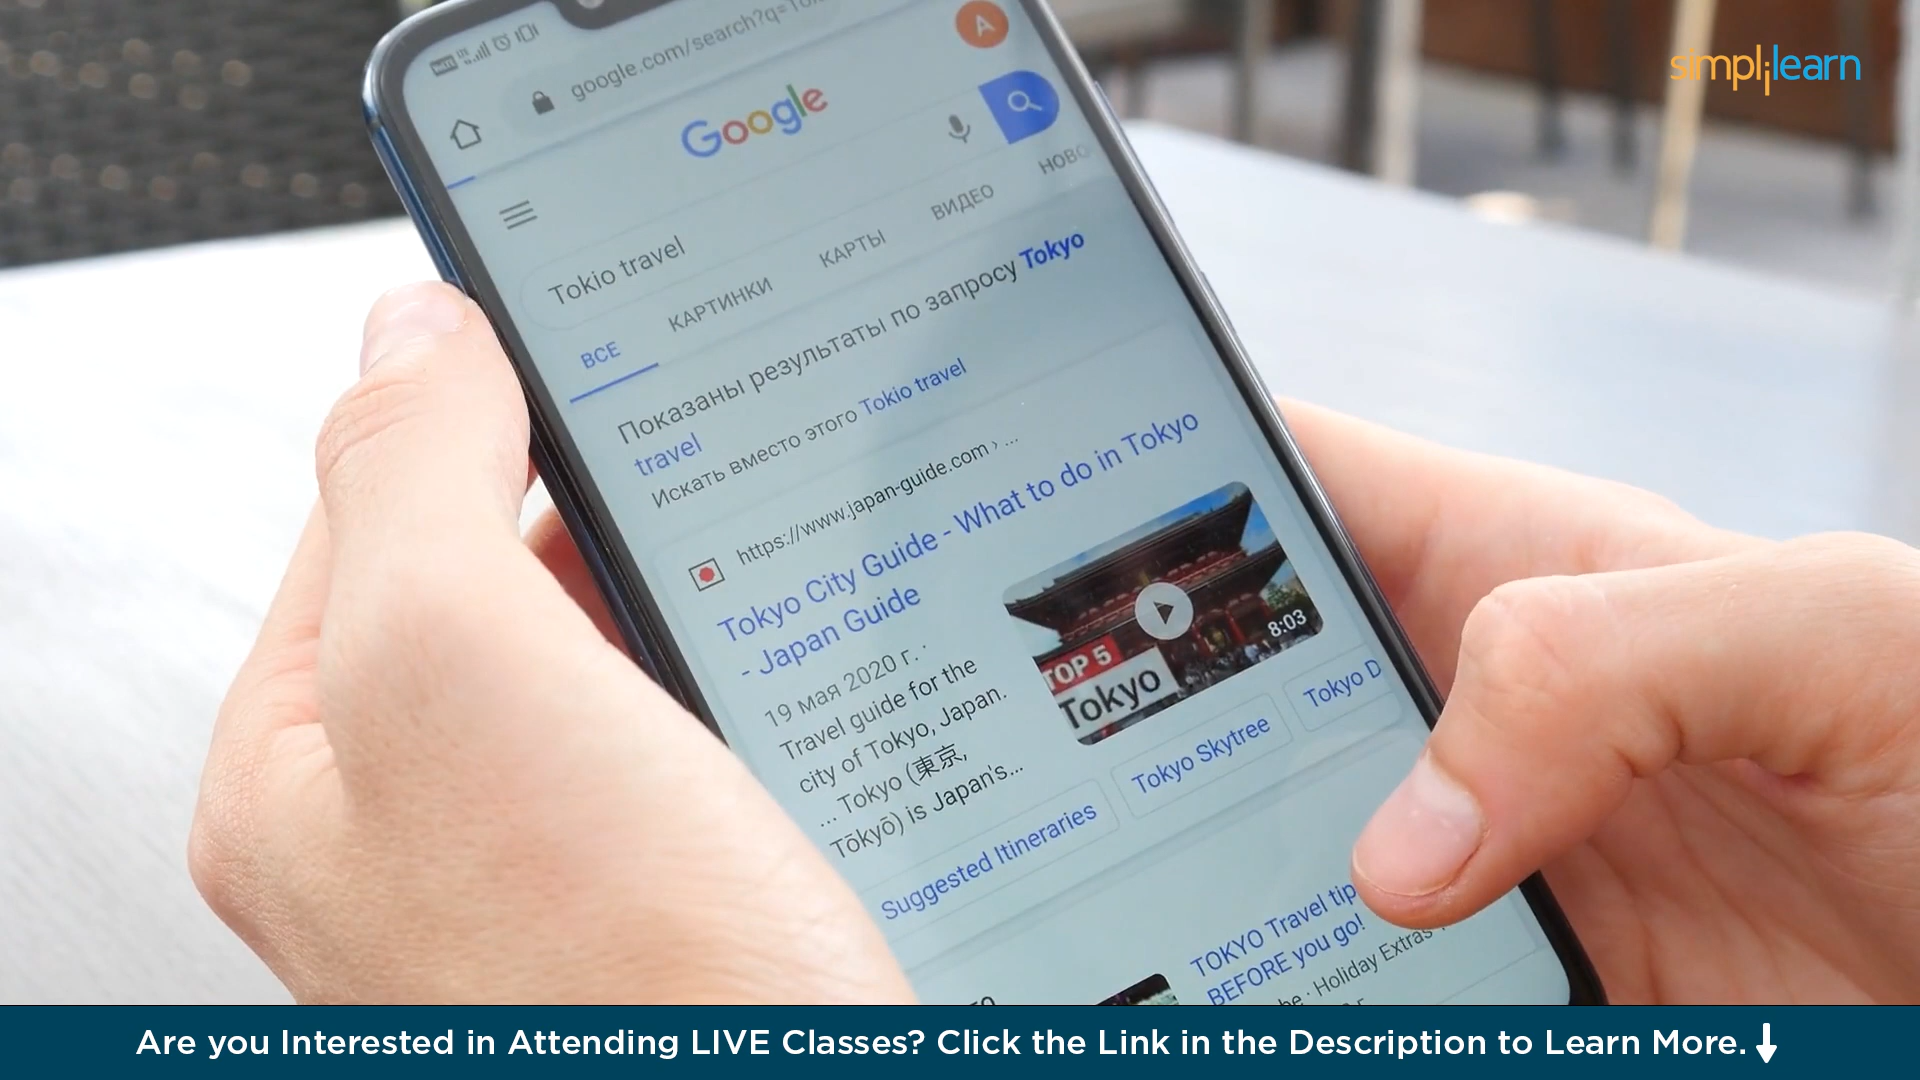 simplilearn
google.com/search?q=To
A
Google
Tokio travel
ВСЕ КАРТИНКИ КАРТЫ ВИДЕО НОВО
Показаны результаты по запросу Tokyo
travel
Искать вместо этого Tokio travel
https://www.japan-guide.com › ...
Tokyo City Guide - What to do in Tokyo
- Japan Guide
19 мая 2020 г. ·
Travel guide for the
city of Tokyo, Japan.
... Tokyo (東京,
Tōkyō) is Japan's...
TOP 5
Tokyo
8:03
Suggested Itineraries
Tokyo Skytree
Tokyo D
TOKYO Travel tip
BEFORE you go!
be · Holiday Extras
Are you Interested in Attending LIVE Classes? Click the Link in the Description to Learn More.